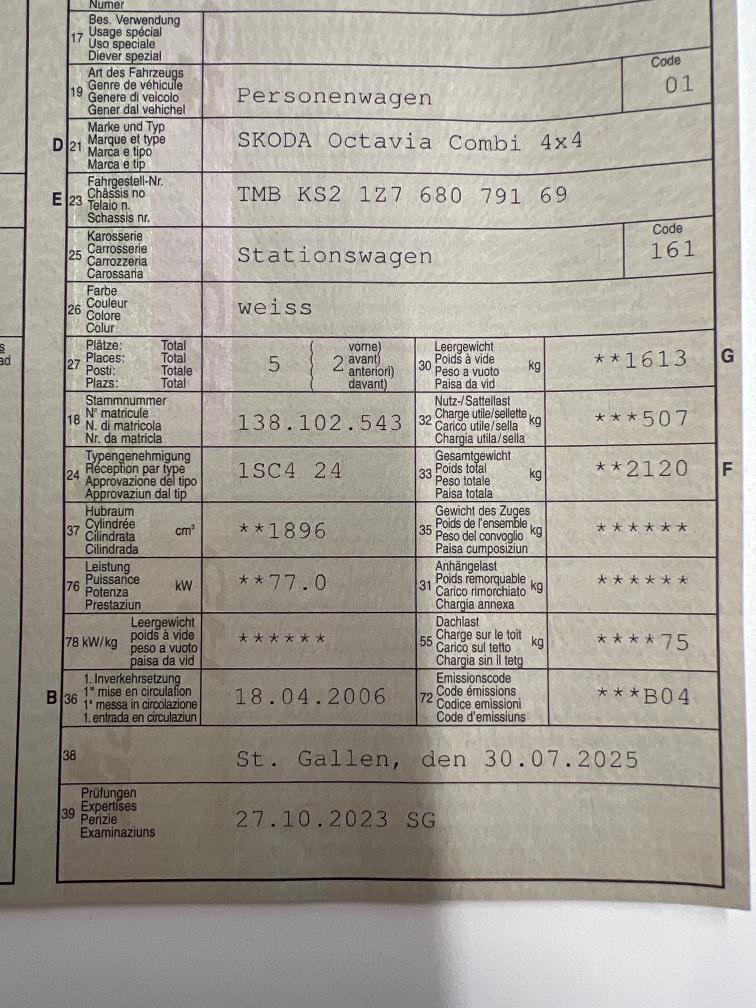 Numer
17 Bes. Verwendung
Usage spécial
Uso speciale
Diever spezial
19 Art des Fahrzeugs
Genre de véhicule
Genere di veicolo
Gener dal vehichel
Personenwagen
Code
01
D 21 Marke und Typ
Marque et type
Marca e tipo
Marca e tip
SKODA Octavia Combi 4x4
E 23 Fahrgestell-Nr.
Châssis no
Telaio n.
Schassis nr.
TMB KS2 1Z7 680 791 69
25 Karosserie
Carrosserie
Carrozzeria
Carossaria
Stationswagen
Code
161
26 Farbe
Couleur
Colore
Colur
weiss
27 Plätze: Total
Places: Total
Posti: Totale
Plazs: Total
5 ( 2 vorne)
avant)
anteriori)
davant)
30 Leergewicht
Poids à vide
Peso a vuoto
Paisa da vid
kg
**1613
G
18 Stammnummer
N° matricule
N. di matricola
Nr. da matricla
138.102.543
32 Nutz-/Sattellast
Charge utile/sellette
Carico utile/sella
Chargia utila/sella
kg
***507
24 Typengenehmigung
Réception par type
Approvazione del tipo
Approvaziun dal tip
1SC4 24
33 Gesamtgewicht
Poids total
Peso totale
Paisa totala
kg
**2120
F
37 Hubraum
Cylindrée
Cilindrata
Cilindrada
cm³
**1896
35 Gewicht des Zuges
Poids de l'ensemble
Peso del convoglio
Paisa cumposiziun
kg
******
76 Leistung
Puissance
Potenza
Prestaziun
kW
**77.0
31 Anhängelast
Poids remorquable
Carico rimorchiato
Chargia annexa
kg
******
78 kW/kg Leergewicht
poids à vide
peso a vuoto
paisa da vid
******
55 Dachlast
Charge sur le toit
Carico sul tetto
Chargia sin il tetg
kg
****75
B 36 1. Inverkehrsetzung
1re mise en circulation
1a messa in circolazione
1. entrada en circulaziun
18.04.2006
72 Emissionscode
Code émissions
Codice emissioni
Code d'emissiuns
***B04
38 St. Gallen, den 30.07.2025
39 Prüfungen
Expertises
Perizie
Examinaziuns
27.10.2023 SG